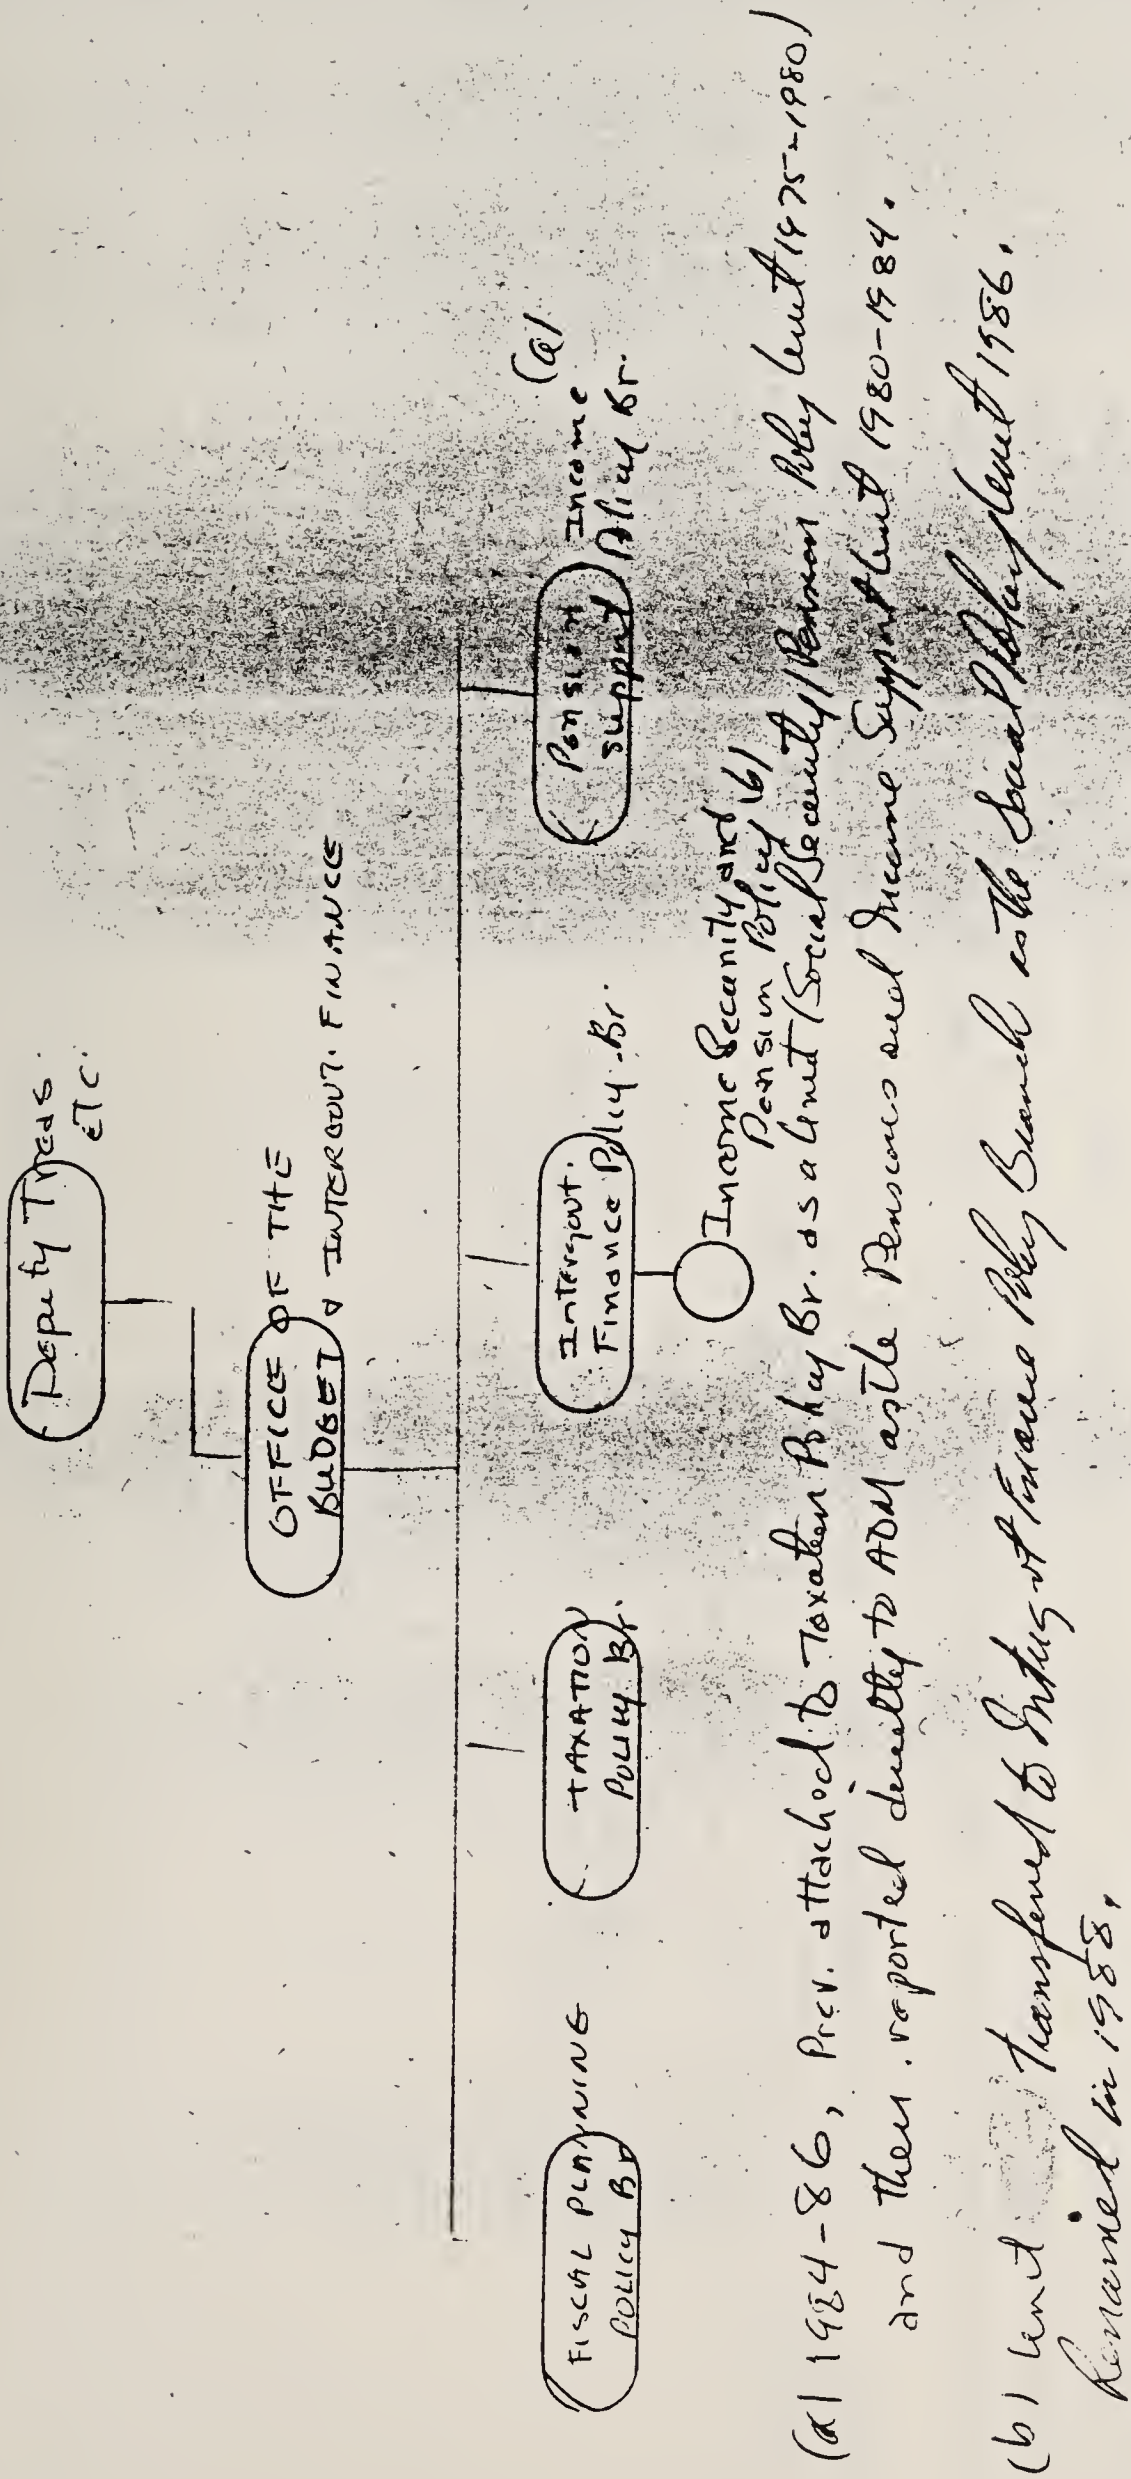 Deputy Treas.
ETC.
OFFICE OF THE
BUDGET & INTERGOVT. FINANCE
FISCAL PLANNING
POLICY Br
TAXATION
POLICY Br.
Intergovt.
Finance Policy Br.
Pension Income (a)
Support Policy Br.
Income Security and
Pension Policy (b)
(a) 1984-86, Prev. attached to Taxation Policy Br. as a Unit (Social Security/Pension Policy Unit 1975-1980)
and then reported directly to ADM as the Pensions and Income Support Unit 1980-1984.
(b) Unit transferred to Intergovt Finance Policy Branch as the Social Policy Unit 1986.
Renamed in 1988.